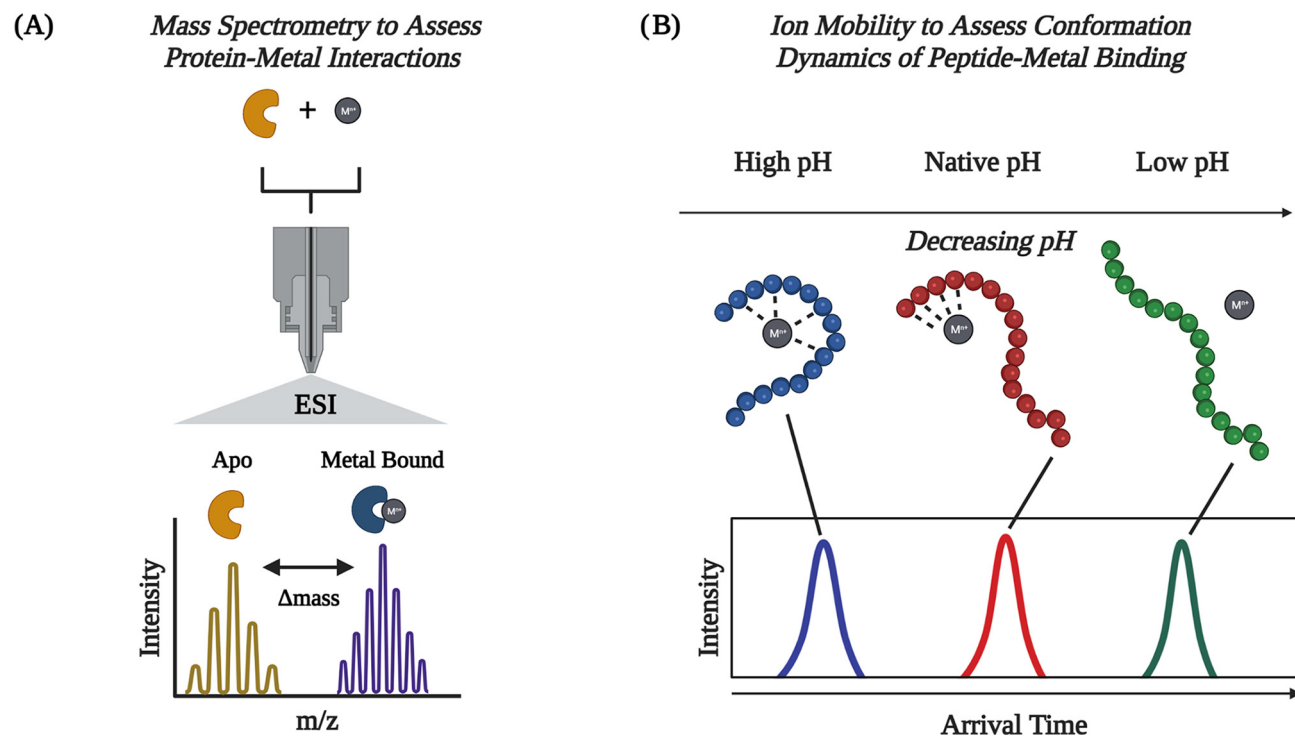 (A)
Mass Spectrometry to Assess
Protein-Metal Interactions
+
Mⁿ⁺
ESI
Apo
Metal Bound
Mⁿ⁺
Δmass
Intensity
m/z
(B)
Ion Mobility to Assess Conformation
Dynamics of Peptide-Metal Binding
High pH
Native pH
Low pH
Decreasing pH
Mⁿ⁺
Mⁿ⁺
Mⁿ⁺
Intensity
Arrival Time